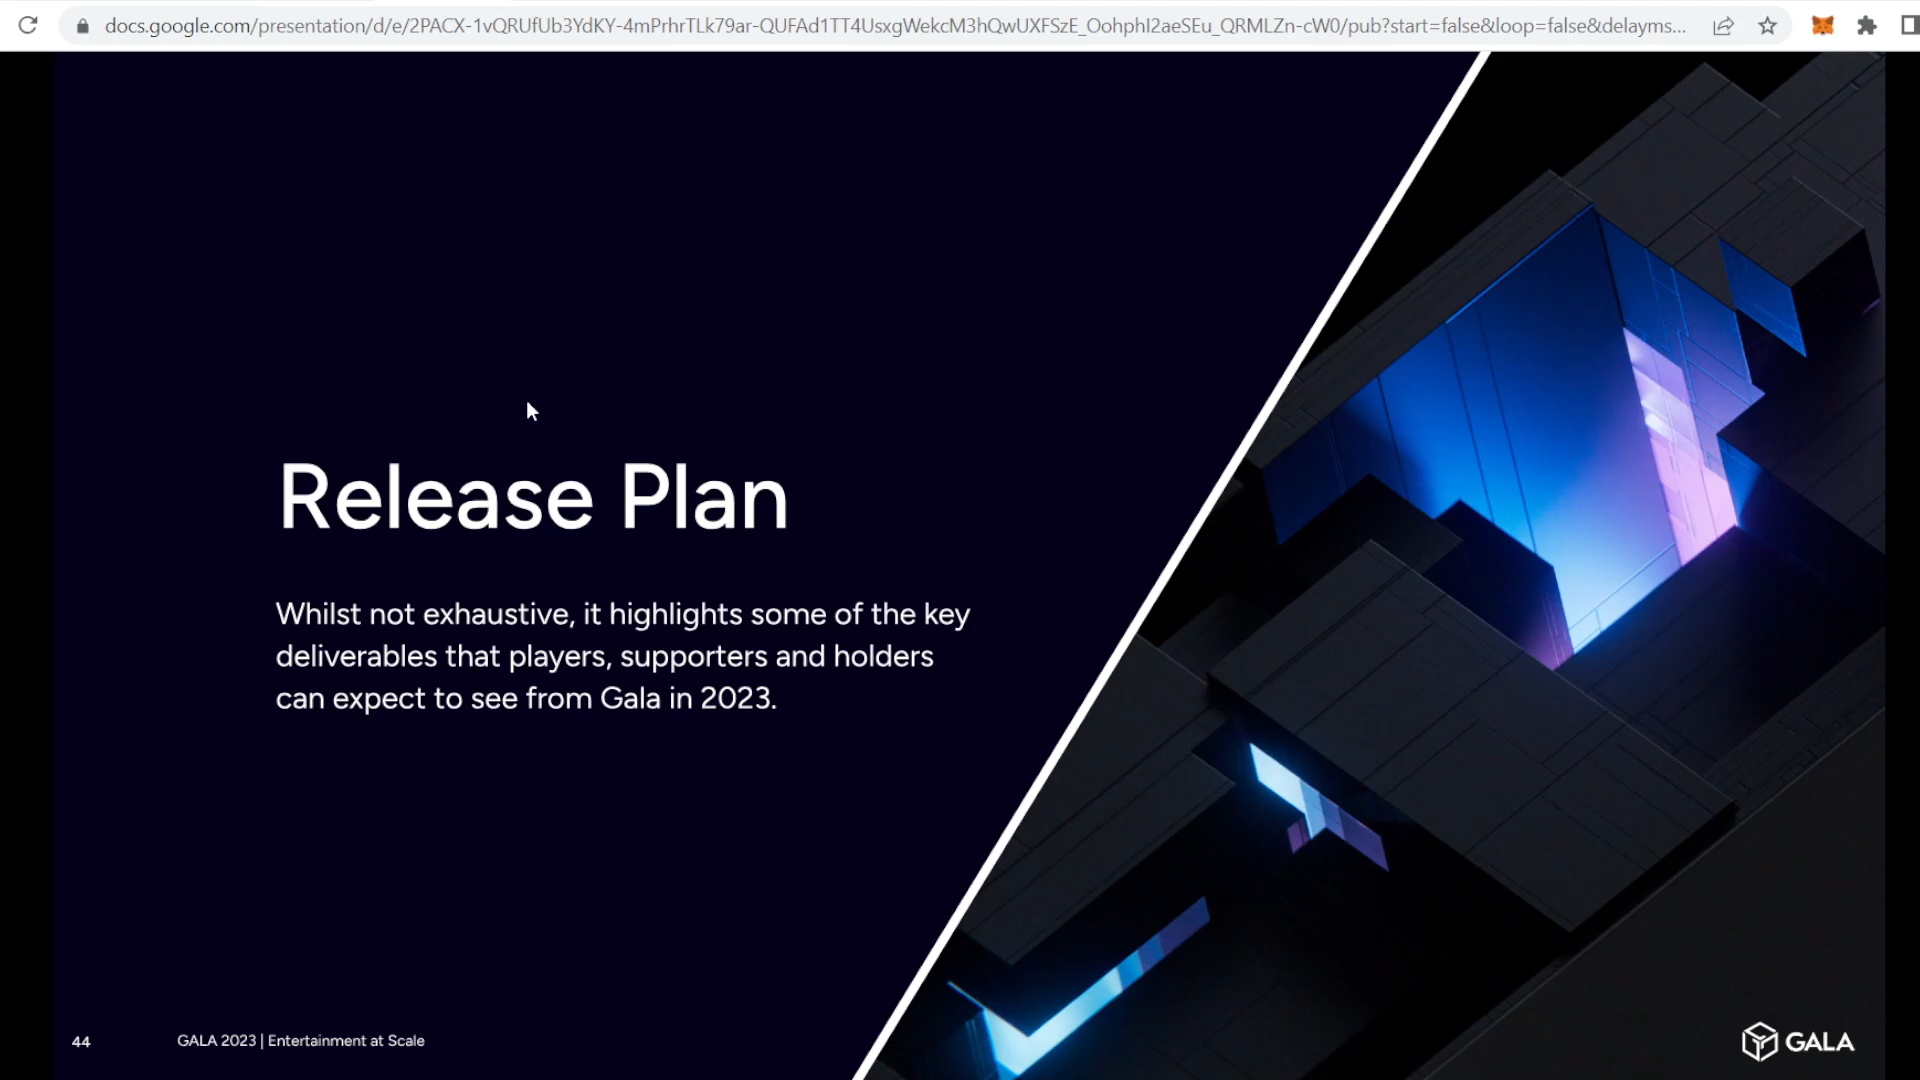 docs.google.com/presentation/d/e/2PACX-1vQRUfUb3YdKY-4mPrhrTLk79ar-QUFAd1TT4UsxgWekcM3hQwUXFSzE_OohphI2aeSEu_QRMLZn-cW0/pub?start=false&loop=false&delayms...
Release Plan
Whilst not exhaustive, it highlights some of the key
deliverables that players, supporters and holders
can expect to see from Gala in 2023.
44
GALA 2023 | Entertainment at Scale
GALA